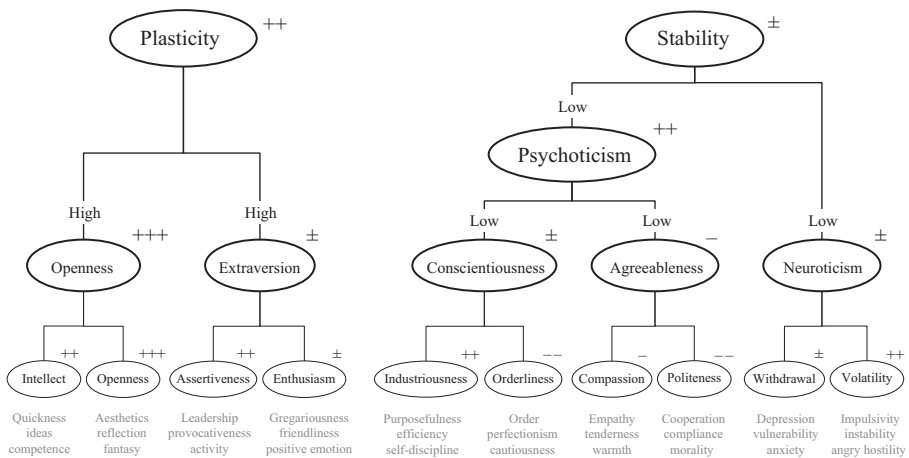 Plasticity ++
Stability ±
Low
Psychoticism ++
High High Low Low Low
Openness +++
Extraversion ±
Conscientiousness ±
Agreeableness −
Neuroticism ±
Intellect ++
Openness +++
Assertiveness ++
Enthusiasm ±
Industriousness ++
Orderliness −−
Compassion −
Politeness −−
Withdrawal ±
Volatility ++
Quickness
ideas
competence
Aesthetics
reflection
fantasy
Leadership
provocativeness
activity
Gregariousness
friendliness
positive emotion
Purposefulness
efficiency
self-discipline
Order
perfectionism
cautiousness
Empathy
tenderness
warmth
Cooperation
compliance
morality
Depression
vulnerability
anxiety
Impulsivity
instability
angry hostility